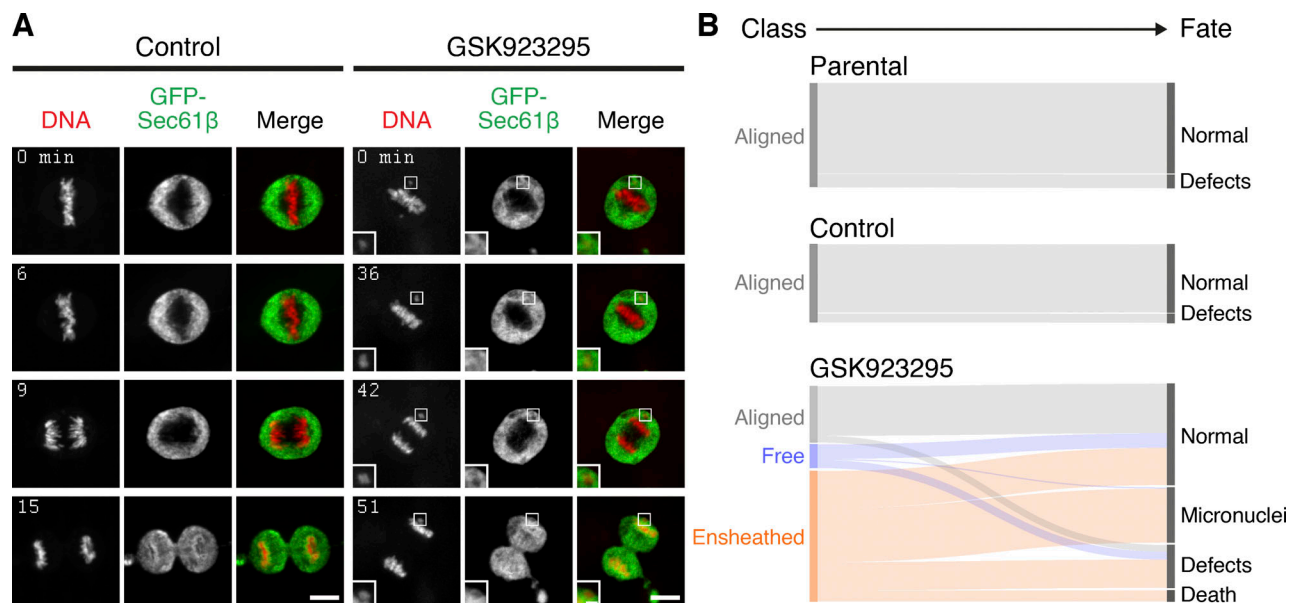 A
Control
GSK923295
DNA
GFP-
Sec61β
Merge
DNA
GFP-
Sec61β
Merge
0 min
0 min
6
36
9
42
15
51
B
Class
Fate
Parental
Aligned
Normal
Defects
Control
Aligned
Normal
Defects
GSK923295
Aligned
Free
Ensheathed
Normal
Micronuclei
Defects
Death